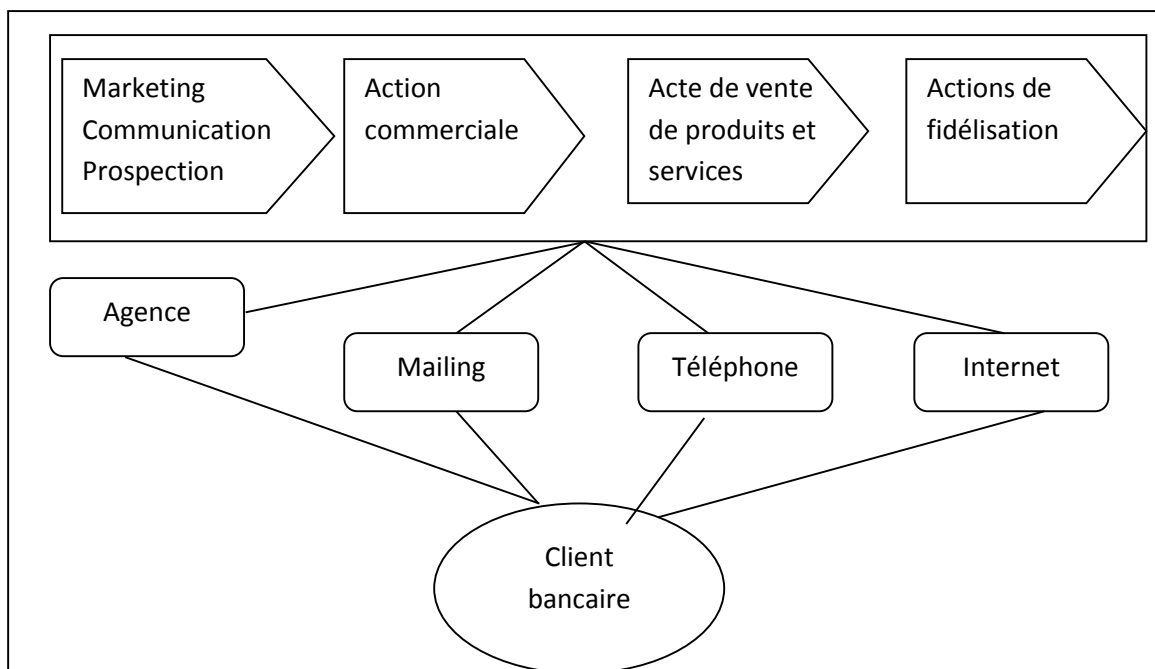 Marketing
Communication
Prospection
Action
commerciale
Acte de vente
de produits et
services
Actions de
fidélisation
Agence
Mailing
Téléphone
Internet
Client
bancaire